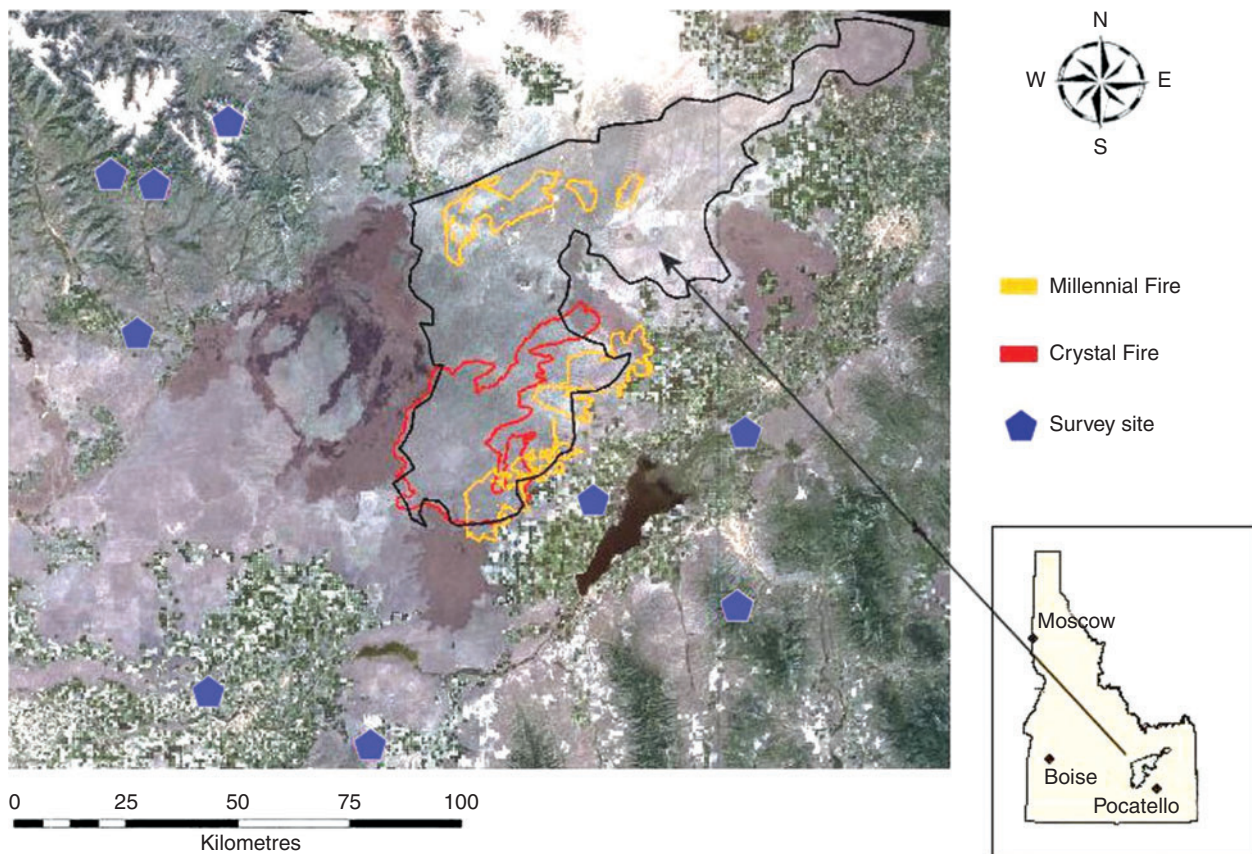 N
W E
S
Millennial Fire
Crystal Fire
Survey site
Moscow
Boise
Pocatello
0 25 50 75 100
Kilometres